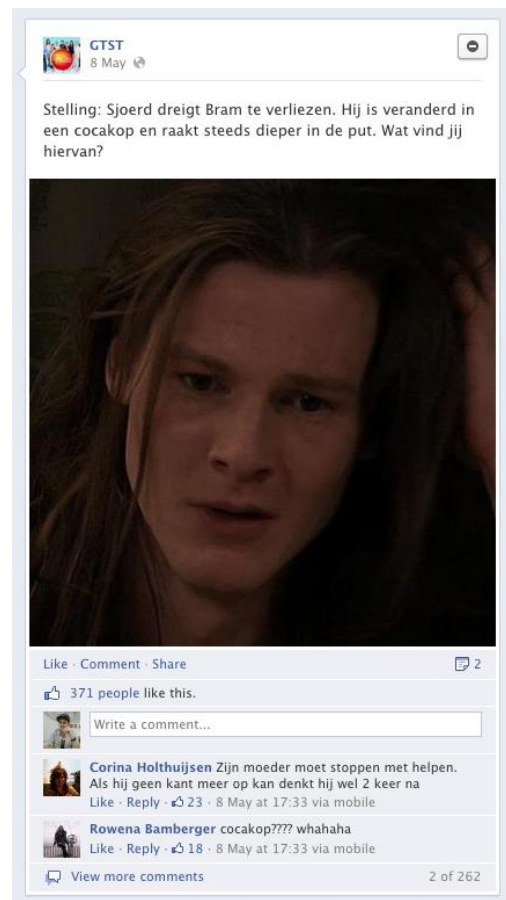 GTST
8 May
Stelling: Sjoerd dreigt Bram te verliezen. Hij is veranderd in
een cocakop en raakt steeds dieper in de put. Wat vind jij
hiervan?
Like · Comment · Share 2
371 people like this.
Write a comment...
Corina Holthuijsen Zijn moeder moet stoppen met helpen.
Als hij geen kant meer op kan denkt hij wel 2 keer na
Like · Reply · 23 · 8 May at 17:33 via mobile
Rowena Bamberger cocakop???? whahaha
Like · Reply · 18 · 8 May at 17:33 via mobile
View more comments 2 of 262